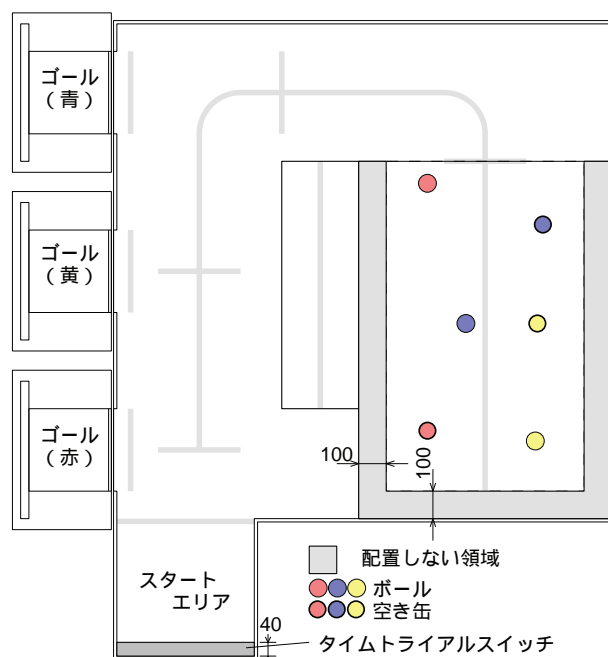 ゴール
（青）
ゴール
（黄）
ゴール
（赤）
100
100
スタート
エリア
配置しない領域
ボール
空き缶
40
タイムトライアルスイッチ